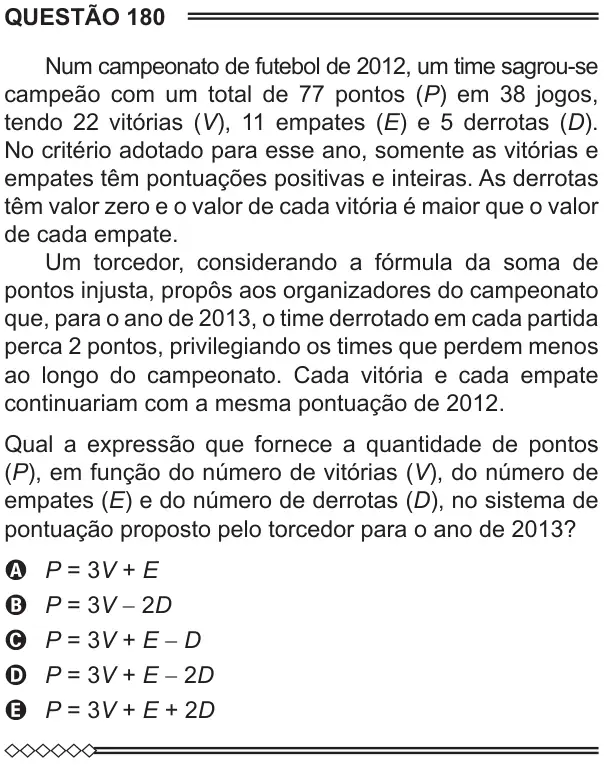 QUESTÃO 180
Num campeonato de futebol de 2012, um time sagrou-se
campeão com um total de 77 pontos (P) em 38 jogos,
tendo 22 vitórias (V), 11 empates (E) e 5 derrotas (D).
No critério adotado para esse ano, somente as vitórias e
empates têm pontuações positivas e inteiras. As derrotas
têm valor zero e o valor de cada vitória é maior que o valor
de cada empate.
Um torcedor, considerando a fórmula da soma de
pontos injusta, propôs aos organizadores do campeonato
que, para o ano de 2013, o time derrotado em cada partida
perca 2 pontos, privilegiando os times que perdem menos
ao longo do campeonato. Cada vitória e cada empate
continuariam com a mesma pontuação de 2012.
Qual a expressão que fornece a quantidade de pontos
(P), em função do número de vitórias (V), do número de
empates (E) e do número de derrotas (D), no sistema de
pontuação proposto pelo torcedor para o ano de 2013?
A P = 3V + E
B P = 3V – 2D
C P = 3V + E – D
D P = 3V + E – 2D
E P = 3V + E + 2D